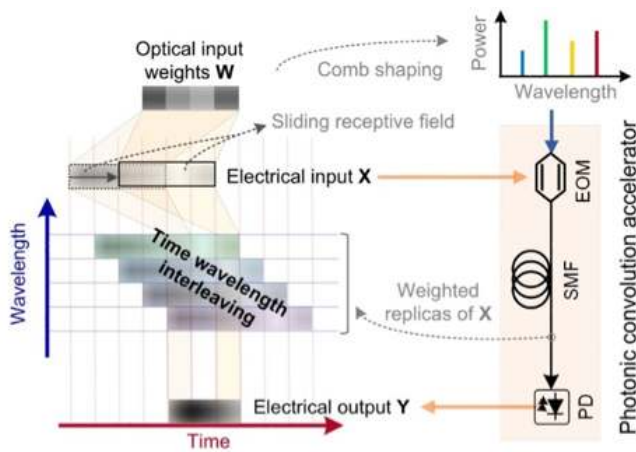 Optical input
weights W
Comb shaping
Power
Wavelength
Sliding receptive field
Electrical input X
EOM
Wavelength
Time wavelength
interleaving
Weighted
replicas of X
SMF
Photonic convolution accelerator
Electrical output Y
PD
Time